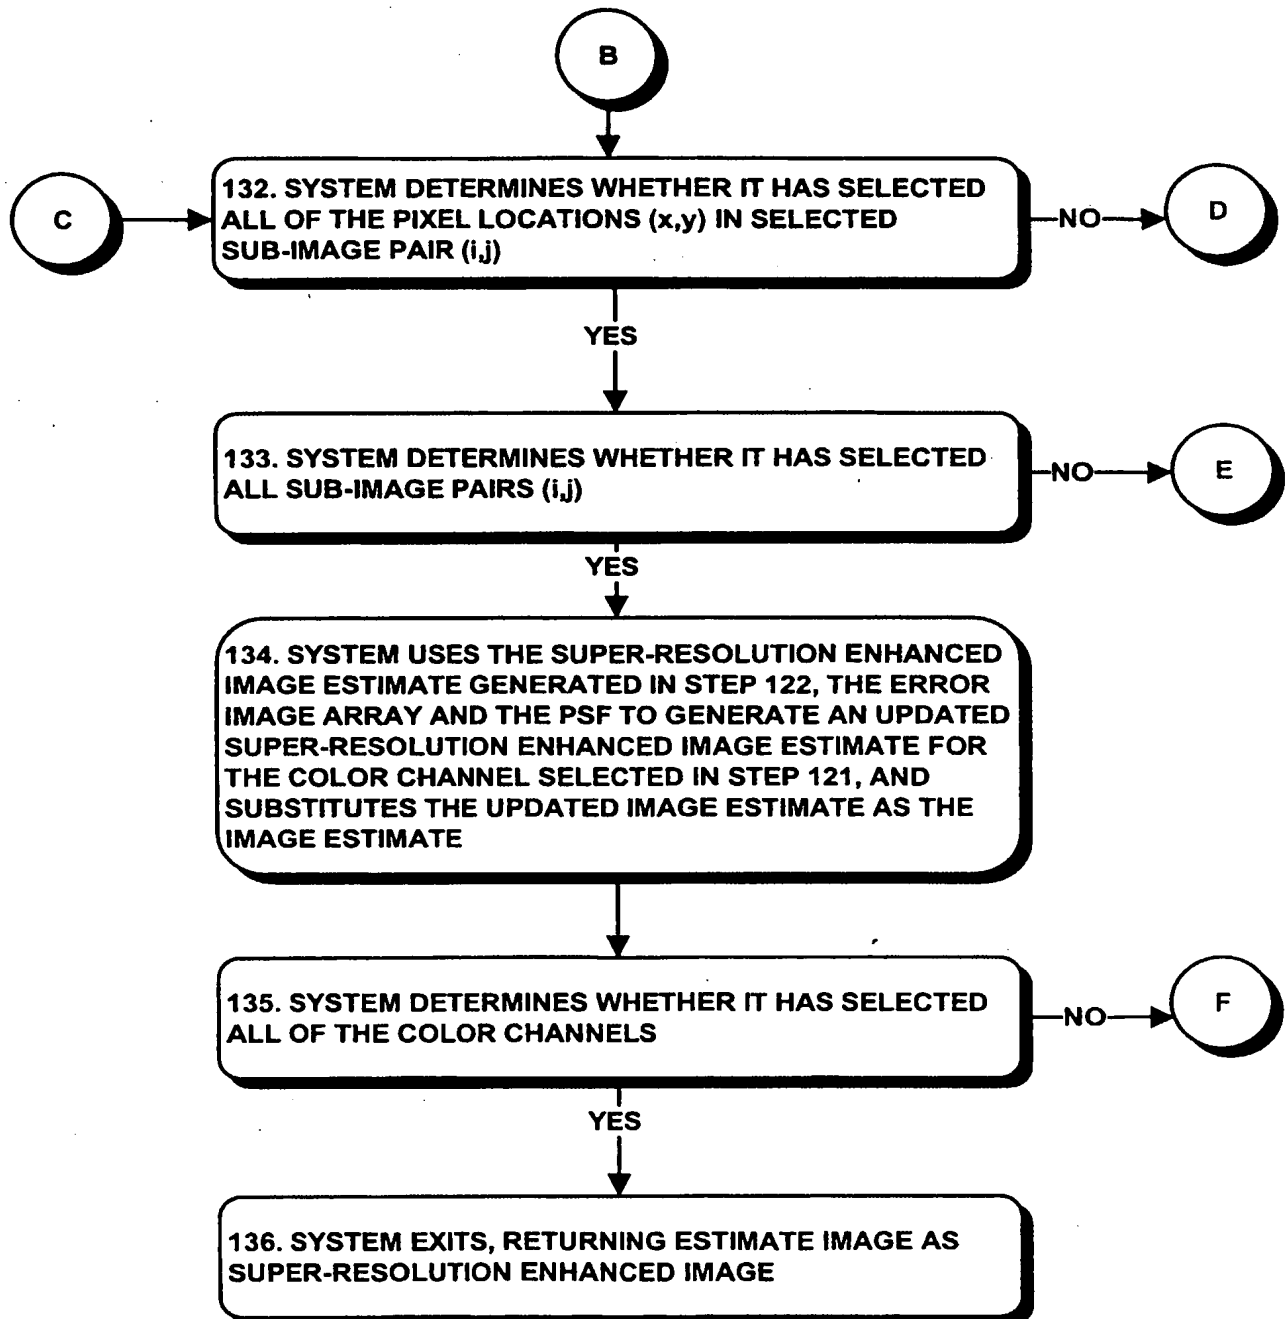 B
C
132. SYSTEM DETERMINES WHETHER IT HAS SELECTED
ALL OF THE PIXEL LOCATIONS (x,y) IN SELECTED
SUB-IMAGE PAIR (i,j)
NO
D
YES
133. SYSTEM DETERMINES WHETHER IT HAS SELECTED
ALL SUB-IMAGE PAIRS (i,j)
NO
E
YES
134. SYSTEM USES THE SUPER-RESOLUTION ENHANCED
IMAGE ESTIMATE GENERATED IN STEP 122, THE ERROR
IMAGE ARRAY AND THE PSF TO GENERATE AN UPDATED
SUPER-RESOLUTION ENHANCED IMAGE ESTIMATE FOR
THE COLOR CHANNEL SELECTED IN STEP 121, AND
SUBSTITUTES THE UPDATED IMAGE ESTIMATE AS THE
IMAGE ESTIMATE
135. SYSTEM DETERMINES WHETHER IT HAS SELECTED
ALL OF THE COLOR CHANNELS
NO
F
YES
136. SYSTEM EXITS, RETURNING ESTIMATE IMAGE AS
SUPER-RESOLUTION ENHANCED IMAGE